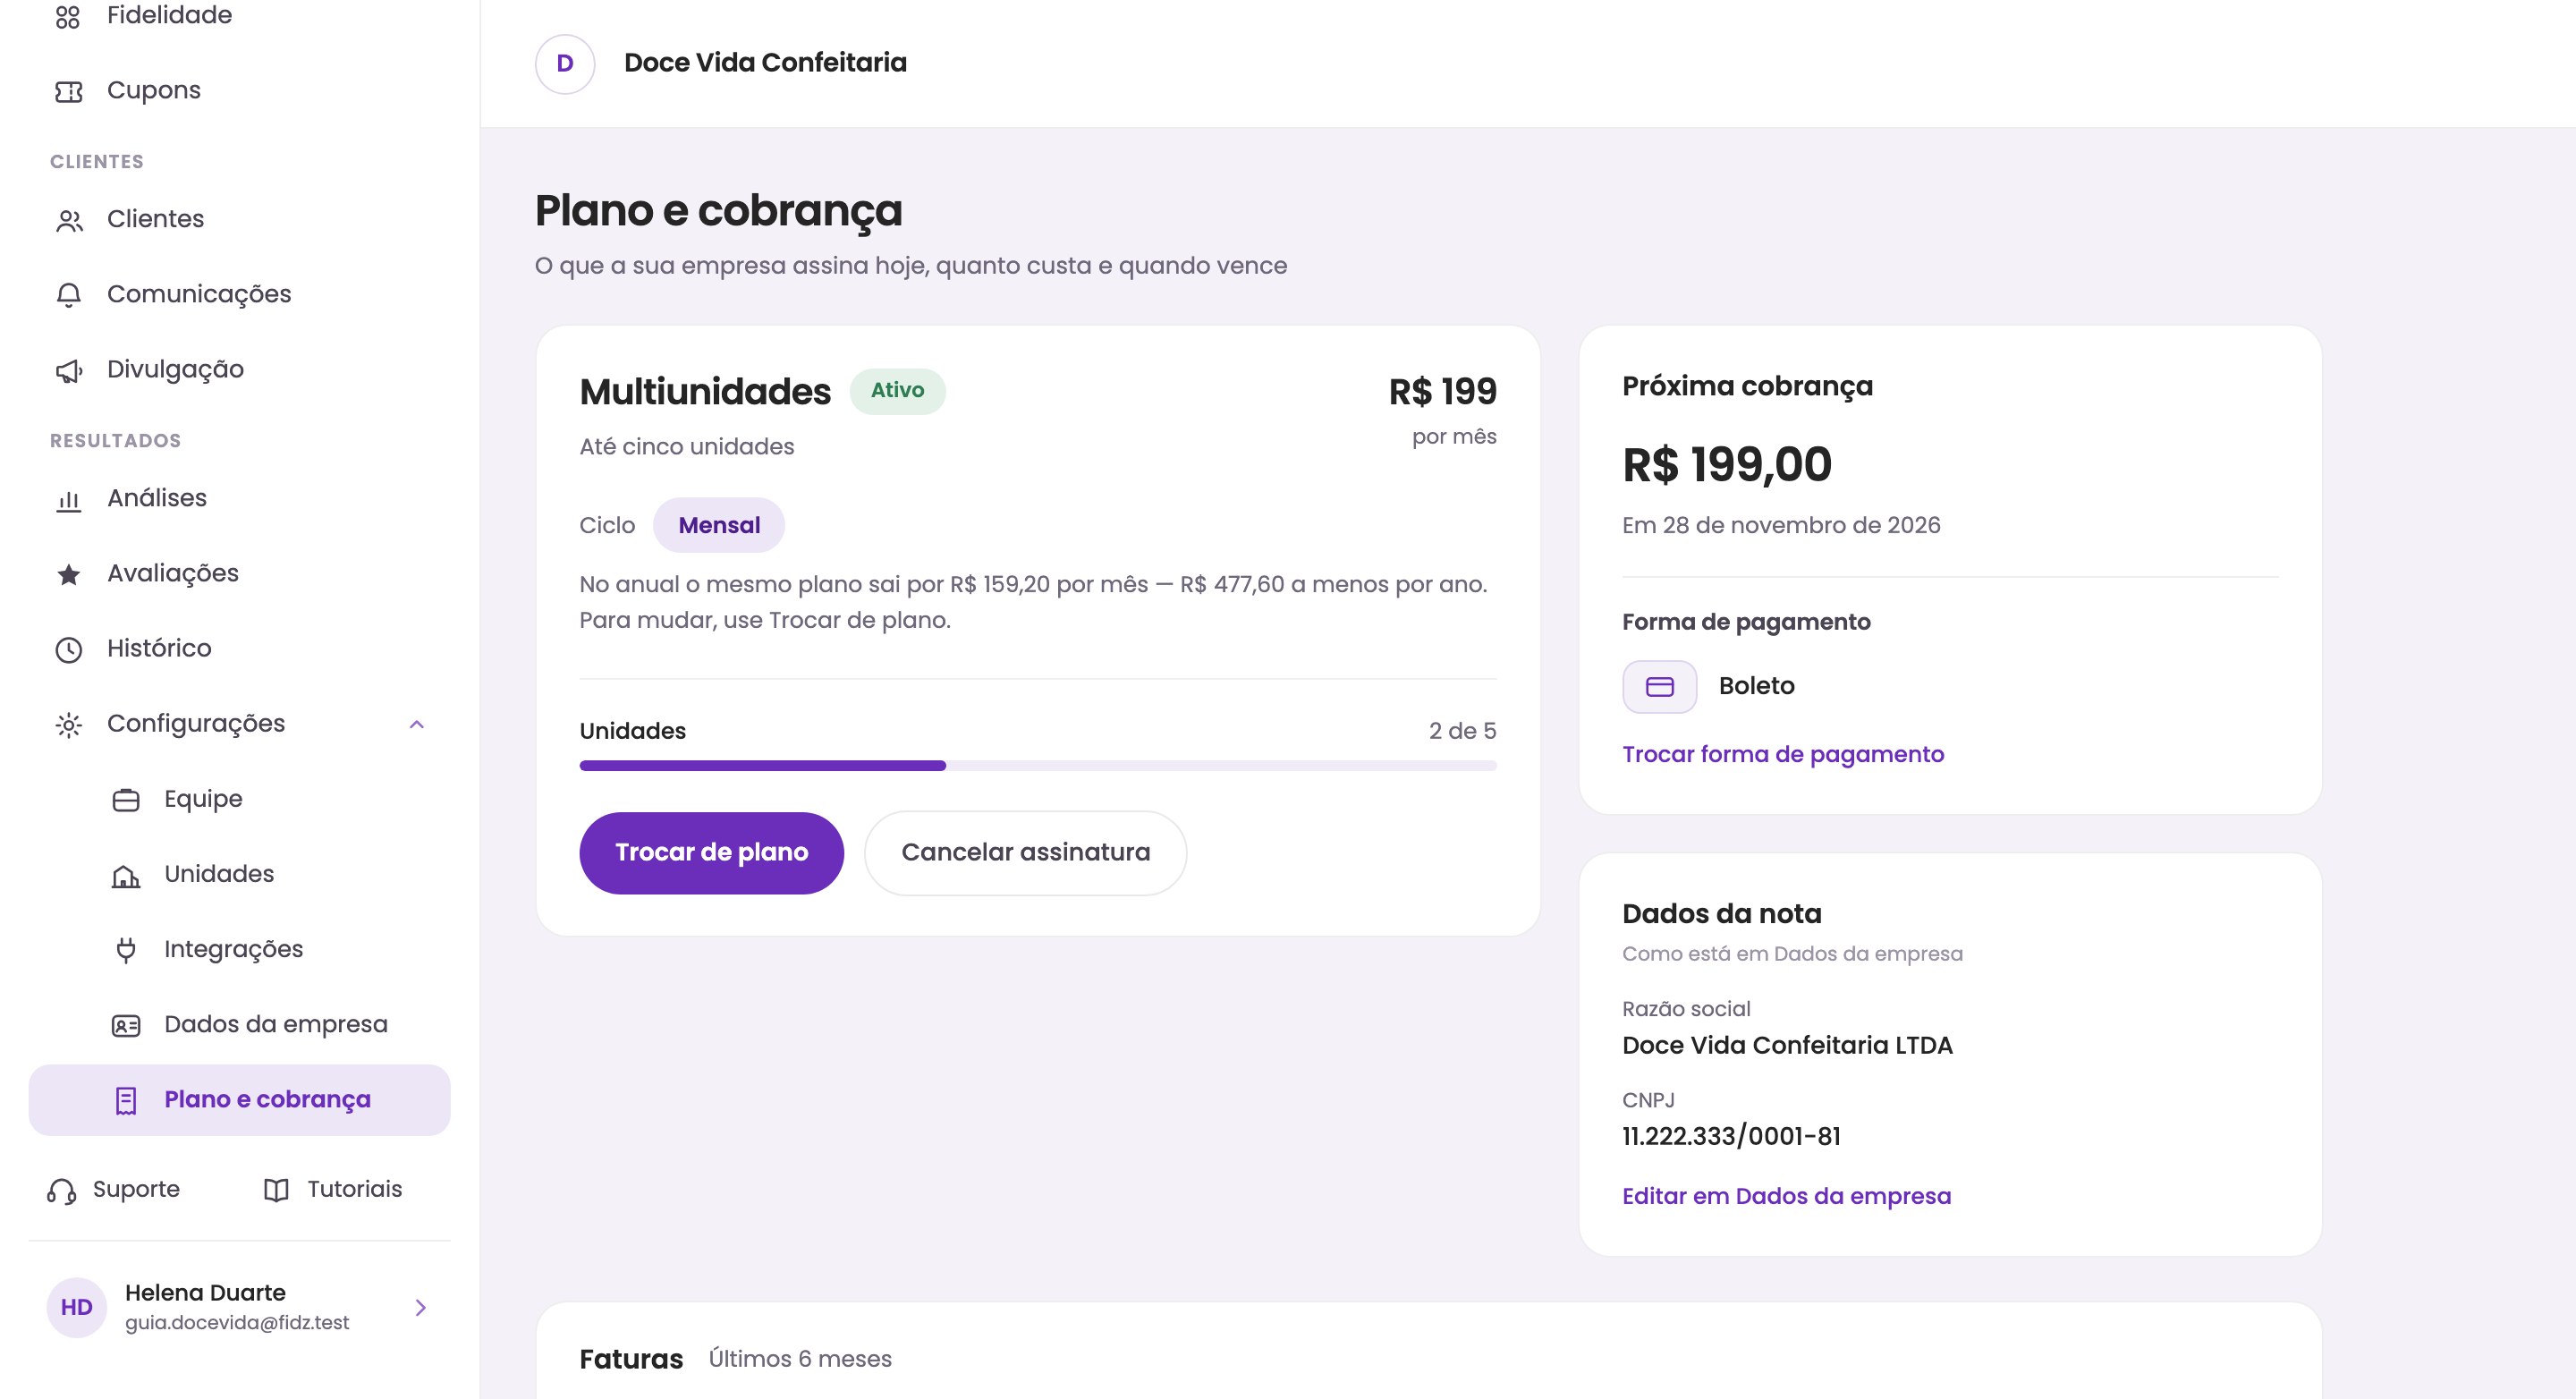 Fidelidade
Cupons
CLIENTES
Clientes
Comunicações
Divulgação
RESULTADOS
Análises
Avaliações
Histórico
Configurações
Equipe
Unidades
Integrações
Dados da empresa
Plano e cobrança
Suporte
Tutoriais
HD
Helena Duarte
guia.docevida@fidz.test
D
Doce Vida Confeitaria
Plano e cobrança
O que a sua empresa assina hoje, quanto custa e quando vence
Multiunidades
Ativo
R$ 199
Até cinco unidades
por mês
Ciclo
Mensal
No anual o mesmo plano sai por R$ 159,20 por mês — R$ 477,60 a menos por ano.
Para mudar, use Trocar de plano.
Unidades
2 de 5
Trocar de plano
Cancelar assinatura
Próxima cobrança
R$ 199,00
Em 28 de novembro de 2026
Forma de pagamento
Boleto
Trocar forma de pagamento
Dados da nota
Como está em Dados da empresa
Razão social
Doce Vida Confeitaria LTDA
CNPJ
11.222.333/0001-81
Editar em Dados da empresa
Faturas
Últimos 6 meses